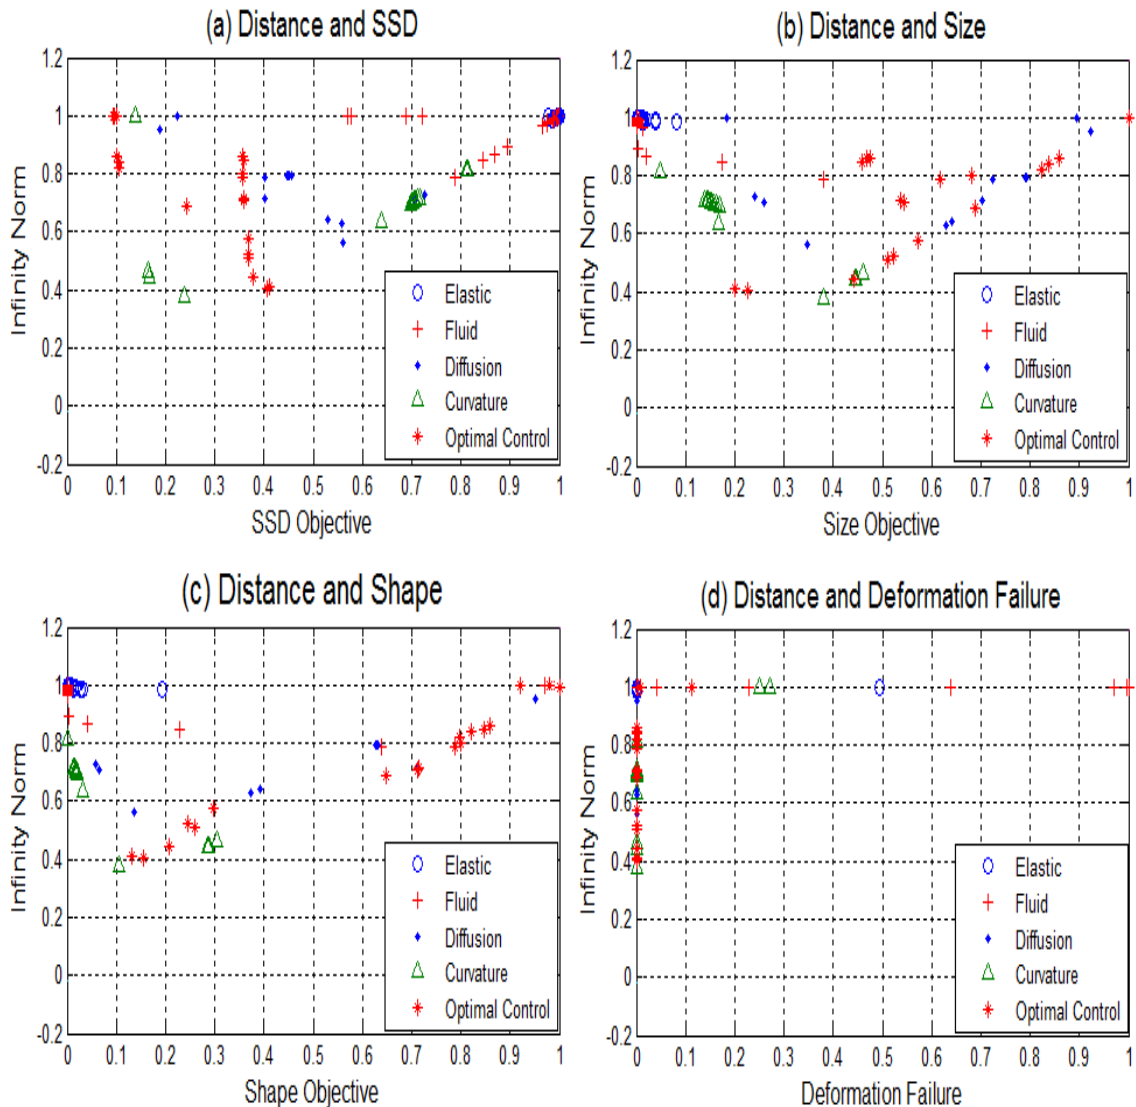 (a) Distance and SSD
1.2
1
0.8
0.6
0.4
0.2
0
-0.2
Infinity Norm
0 0.1 0.2 0.3 0.4 0.5 0.6 0.7 0.8 0.9 1
SSD Objective
Elastic
Fluid
Diffusion
Curvature
Optimal Control
(b) Distance and Size
1.2
1
0.8
0.6
0.4
0.2
0
-0.2
Infinity Norm
0 0.1 0.2 0.3 0.4 0.5 0.6 0.7 0.8 0.9 1
Size Objective
Elastic
Fluid
Diffusion
Curvature
Optimal Control
(c) Distance and Shape
1.2
1
0.8
0.6
0.4
0.2
0
-0.2
Infinity Norm
0 0.1 0.2 0.3 0.4 0.5 0.6 0.7 0.8 0.9 1
Shape Objective
Elastic
Fluid
Diffusion
Curvature
Optimal Control
(d) Distance and Deformation Failure
1.2
1
0.8
0.6
0.4
0.2
0
-0.2
Infinity Norm
0 0.1 0.2 0.3 0.4 0.5 0.6 0.7 0.8 0.9 1
Deformation Failure
Elastic
Fluid
Diffusion
Curvature
Optimal Control